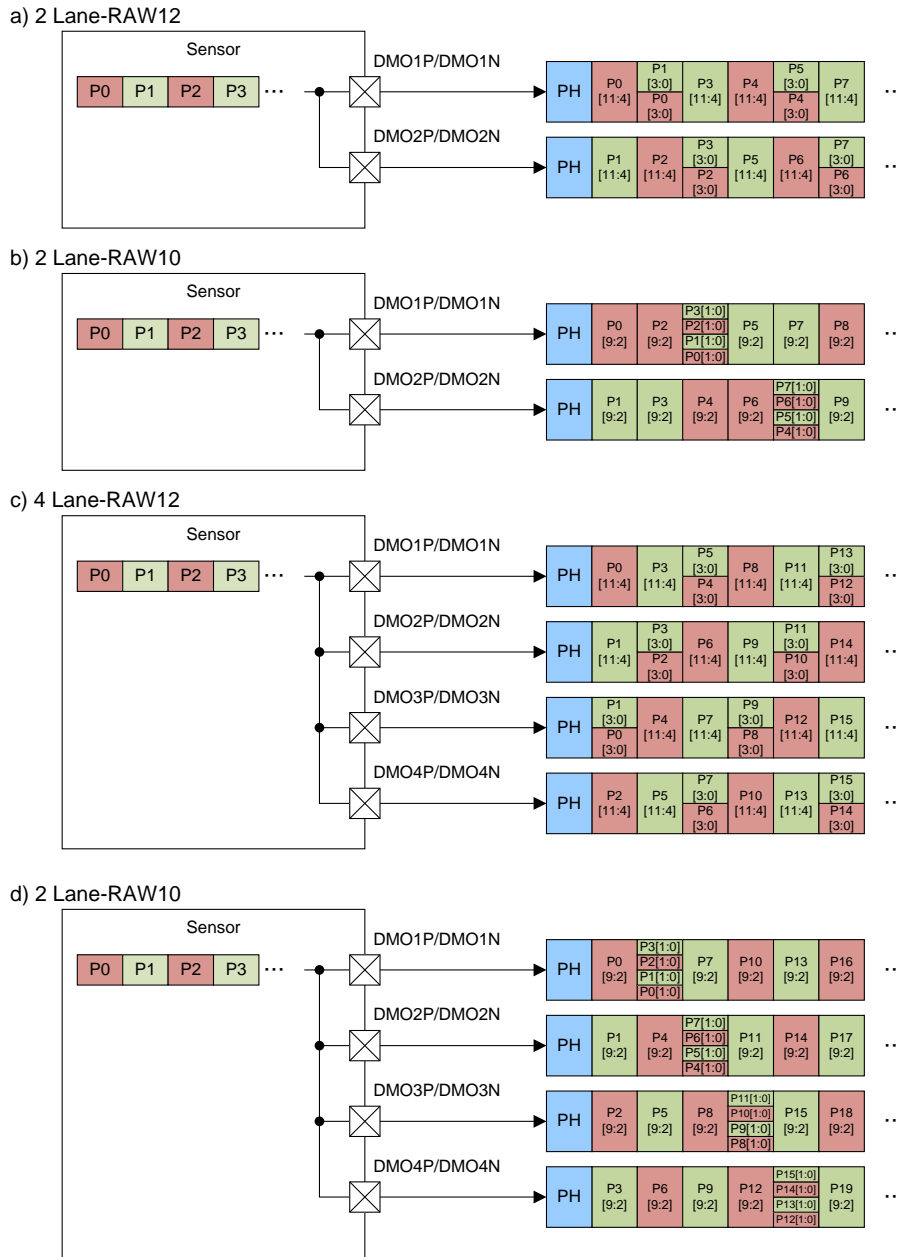 a) 2 Lane-RAW12
Sensor
P0 P1 P2 P3 ...
DMO1P/DMO1N
PH P0 [11:4] P1 [3:0] P0 [3:0] P3 [11:4] P4 [11:4] P5 [3:0] P4 [3:0] P7 [11:4] ..
DMO2P/DMO2N
PH P1 [11:4] P2 [11:4] P3 [3:0] P2 [3:0] P5 [11:4] P6 [11:4] P7 [3:0] P6 [3:0] ..
b) 2 Lane-RAW10
Sensor
P0 P1 P2 P3 ...
DMO1P/DMO1N
PH P0 [9:2] P2 [9:2] P3[1:0] P2[1:0] P1[1:0] P0[1:0] P5 [9:2] P7 [9:2] P8 [9:2] ..
DMO2P/DMO2N
PH P1 [9:2] P3 [9:2] P4 [9:2] P6 [9:2] P7[1:0] P6[1:0] P5[1:0] P4[1:0] P9 [9:2] ..
c) 4 Lane-RAW12
Sensor
P0 P1 P2 P3 ...
DMO1P/DMO1N
PH P0 [11:4] P3 [11:4] P5 [3:0] P4 [3:0] P8 [11:4] P11 [11:4] P13 [3:0] P12 [3:0] ..
DMO2P/DMO2N
PH P1 [11:4] P3 [3:0] P2 [3:0] P6 [11:4] P9 [11:4] P11 [3:0] P10 [3:0] P14 [11:4] ..
DMO3P/DMO3N
PH P1 [3:0] P0 [3:0] P4 [11:4] P7 [11:4] P9 [3:0] P8 [3:0] P12 [11:4] P15 [11:4] ..
DMO4P/DMO4N
PH P2 [11:4] P5 [11:4] P7 [3:0] P6 [3:0] P10 [11:4] P13 [11:4] P15 [3:0] P14 [3:0] ..
d) 2 Lane-RAW10
Sensor
P0 P1 P2 P3 ...
DMO1P/DMO1N
PH P0 [9:2] P3[1:0] P2[1:0] P1[1:0] P0[1:0] P7 [9:2] P10 [9:2] P13 [9:2] P16 [9:2] ..
DMO2P/DMO2N
PH P1 [9:2] P4 [9:2] P7[1:0] P6[1:0] P5[1:0] P4[1:0] P11 [9:2] P14 [9:2] P17 [9:2] ..
DMO3P/DMO3N
PH P2 [9:2] P5 [9:2] P8 [9:2] P11[1:0] P10[1:0] P9[1:0] P8[1:0] P15 [9:2] P18 [9:2] ..
DMO4P/DMO4N
PH P3 [9:2] P6 [9:2] P9 [9:2] P12 [9:2] P15[1:0] P14[1:0] P13[1:0] P12[1:0] P19 [9:2] ..